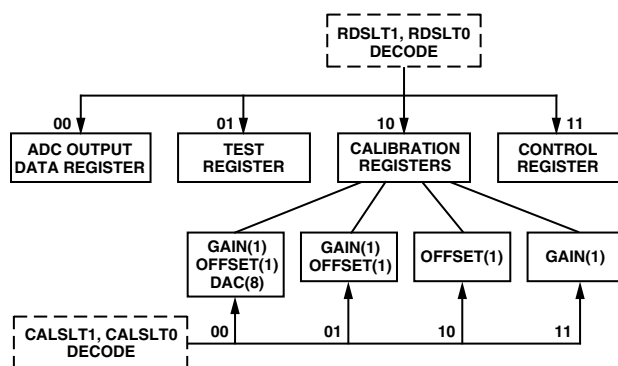 RDSLT1, RDSLT0
DECODE
00
01
10
11
ADC OUTPUT
DATA REGISTER
TEST
REGISTER
CALIBRATION
REGISTERS
CONTROL
REGISTER
GAIN(1)
OFFSET(1)
DAC(8)
GAIN(1)
OFFSET(1)
OFFSET(1)
GAIN(1)
CALSLT1, CALSLT0
DECODE
00
01
10
11